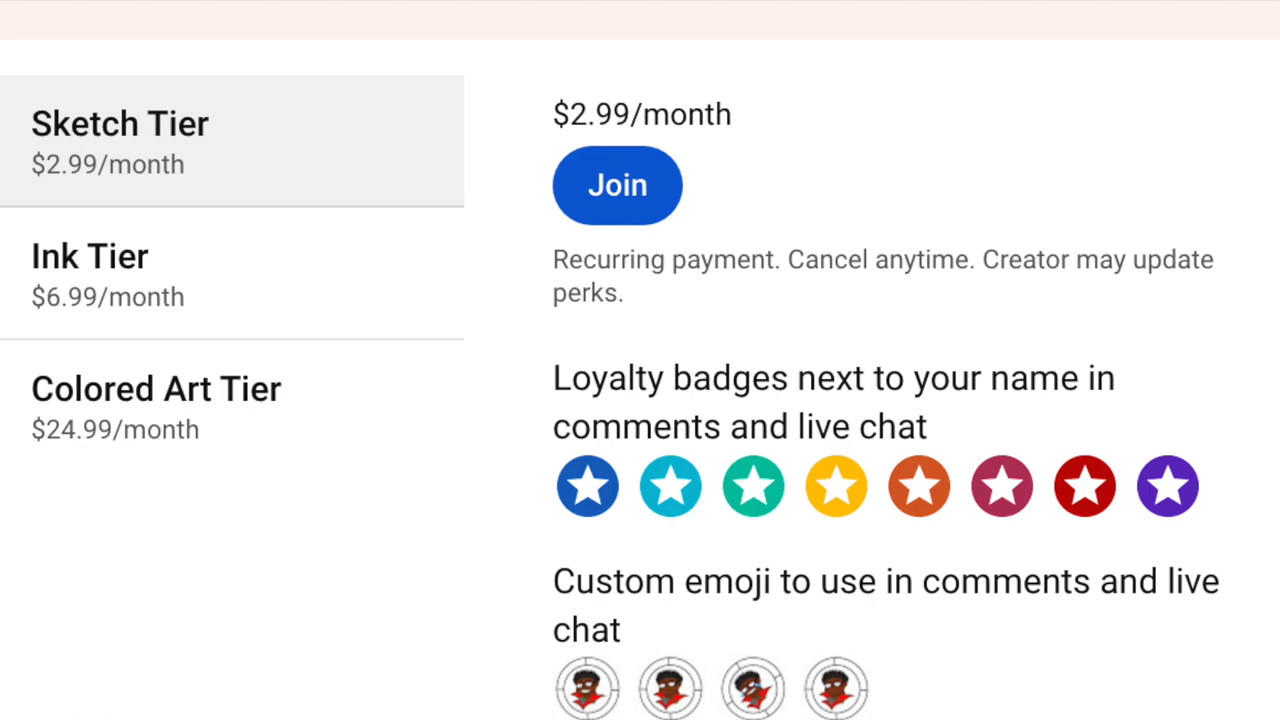 Sketch Tier
$2.99/month
Ink Tier
$6.99/month
Colored Art Tier
$24.99/month
$2.99/month
Join
Recurring payment. Cancel anytime. Creator may update
perks.
Loyalty badges next to your name in
comments and live chat
Custom emoji to use in comments and live
chat